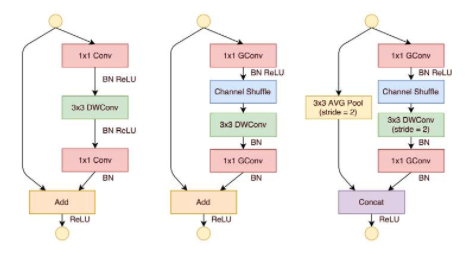 1x1 Conv
BN ReLU
3x3 DWConv
BN ReLU
1x1 Conv
BN
Add
ReLU
1x1 GConv
BN ReLU
Channel Shuffle
3x3 DWConv
BN
1x1 GConv
BN
Add
ReLU
3x3 AVG Pool
(stride = 2)
1x1 GConv
BN ReLU
Channel Shuffle
3x3 DWConv
(stride = 2)
BN
1x1 GConv
BN
Concat
ReLU